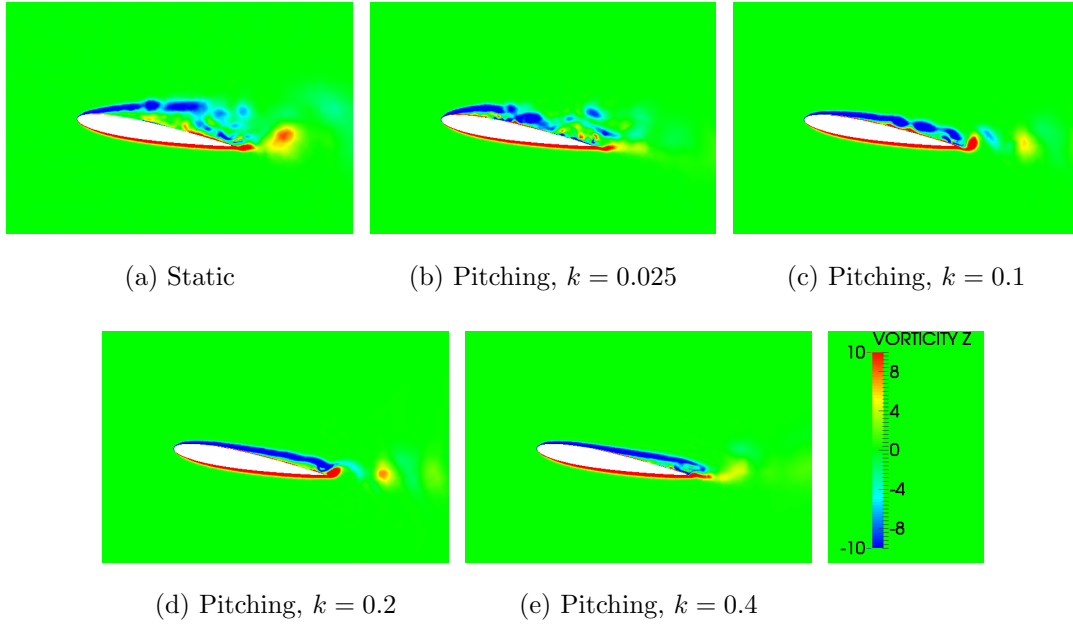 (a) Static
(b) Pitching, k = 0.025
(c) Pitching, k = 0.1
VORTICITY Z
10
8
4
0
-4
-8
-10
(d) Pitching, k = 0.2
(e) Pitching, k = 0.4